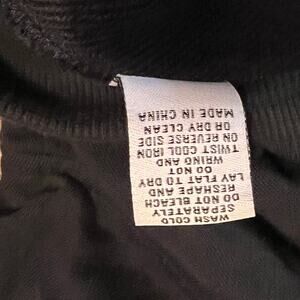 WASH COLD
SEPARATELY
DO NOT BLEACH
RESHAPE AND
LAY FLAT TO DRY
DO NOT
WRING AND
TWIST COOL IRON
ON REVERSE SIDE
OR DRY CLEAN
MADE IN CHINA